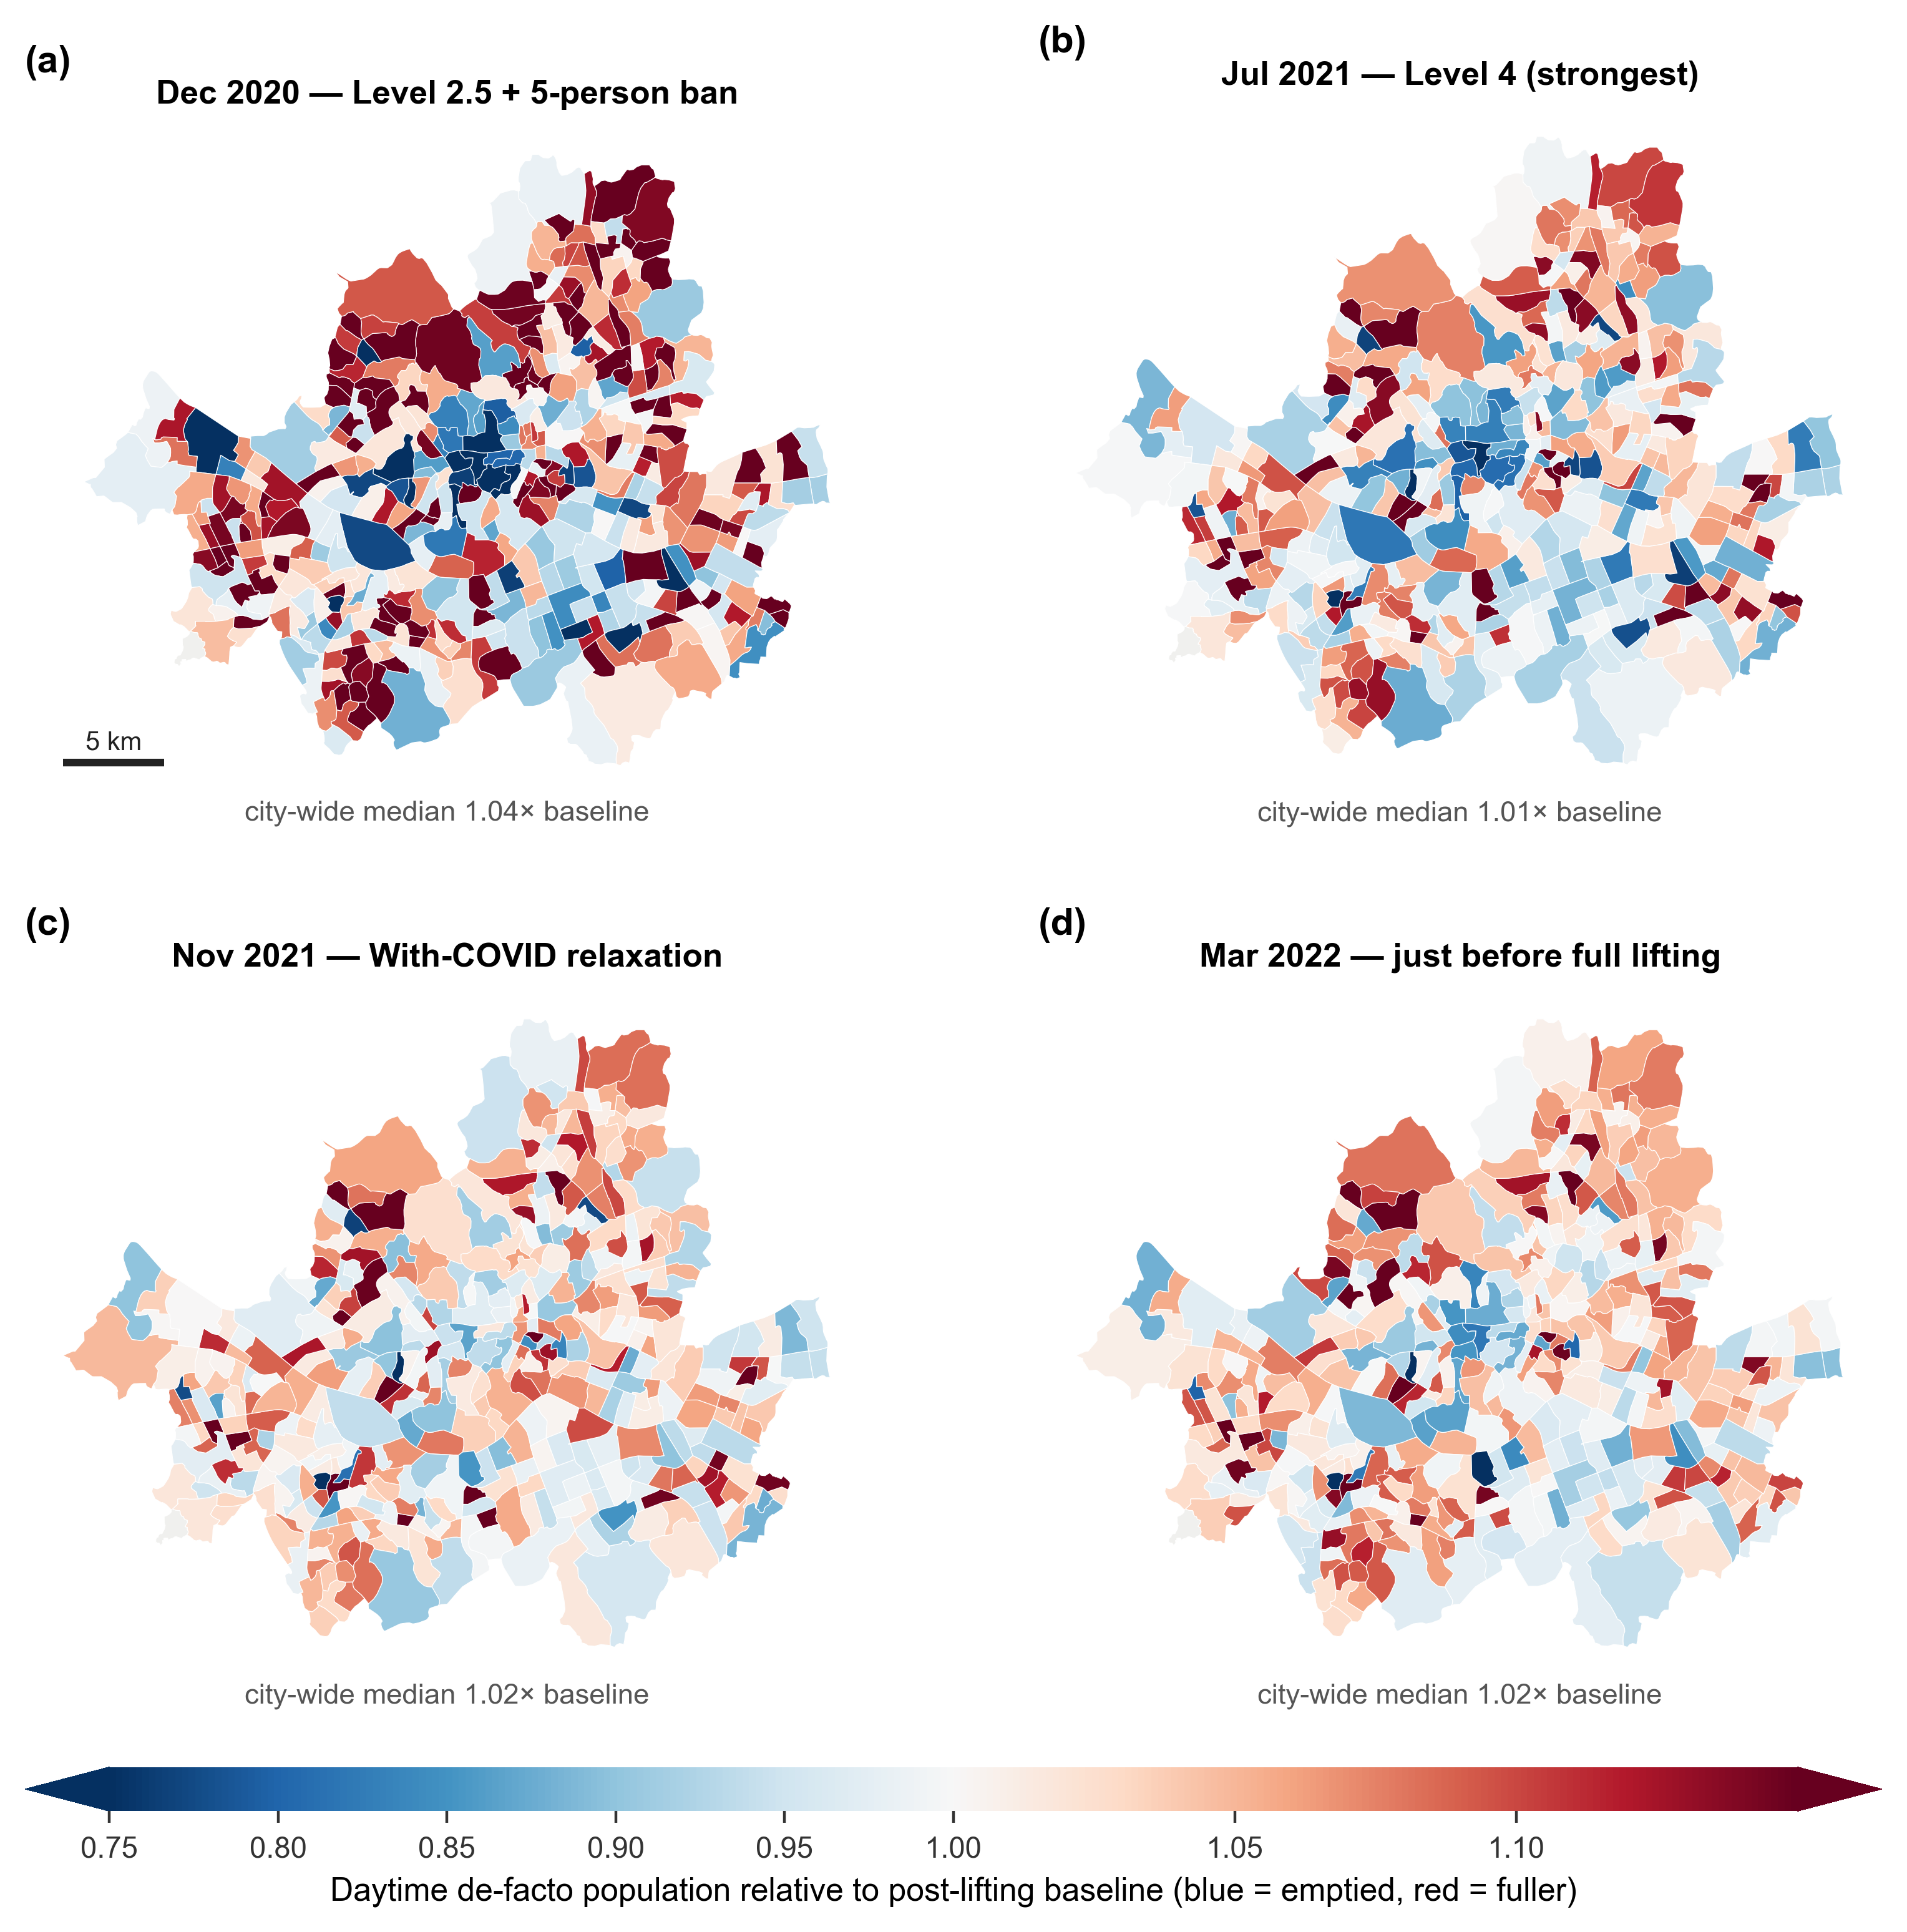 (a)
Dec 2020 — Level 2.5 + 5-person ban
5 km
city-wide median 1.04× baseline
(b)
Jul 2021 — Level 4 (strongest)
city-wide median 1.01× baseline
(c)
Nov 2021 — With-COVID relaxation
city-wide median 1.02× baseline
(d)
Mar 2022 — just before full lifting
city-wide median 1.02× baseline
0.75 0.80 0.85 0.90 0.95 1.00 1.05 1.10
Daytime de-facto population relative to post-lifting baseline (blue = emptied, red = fuller)